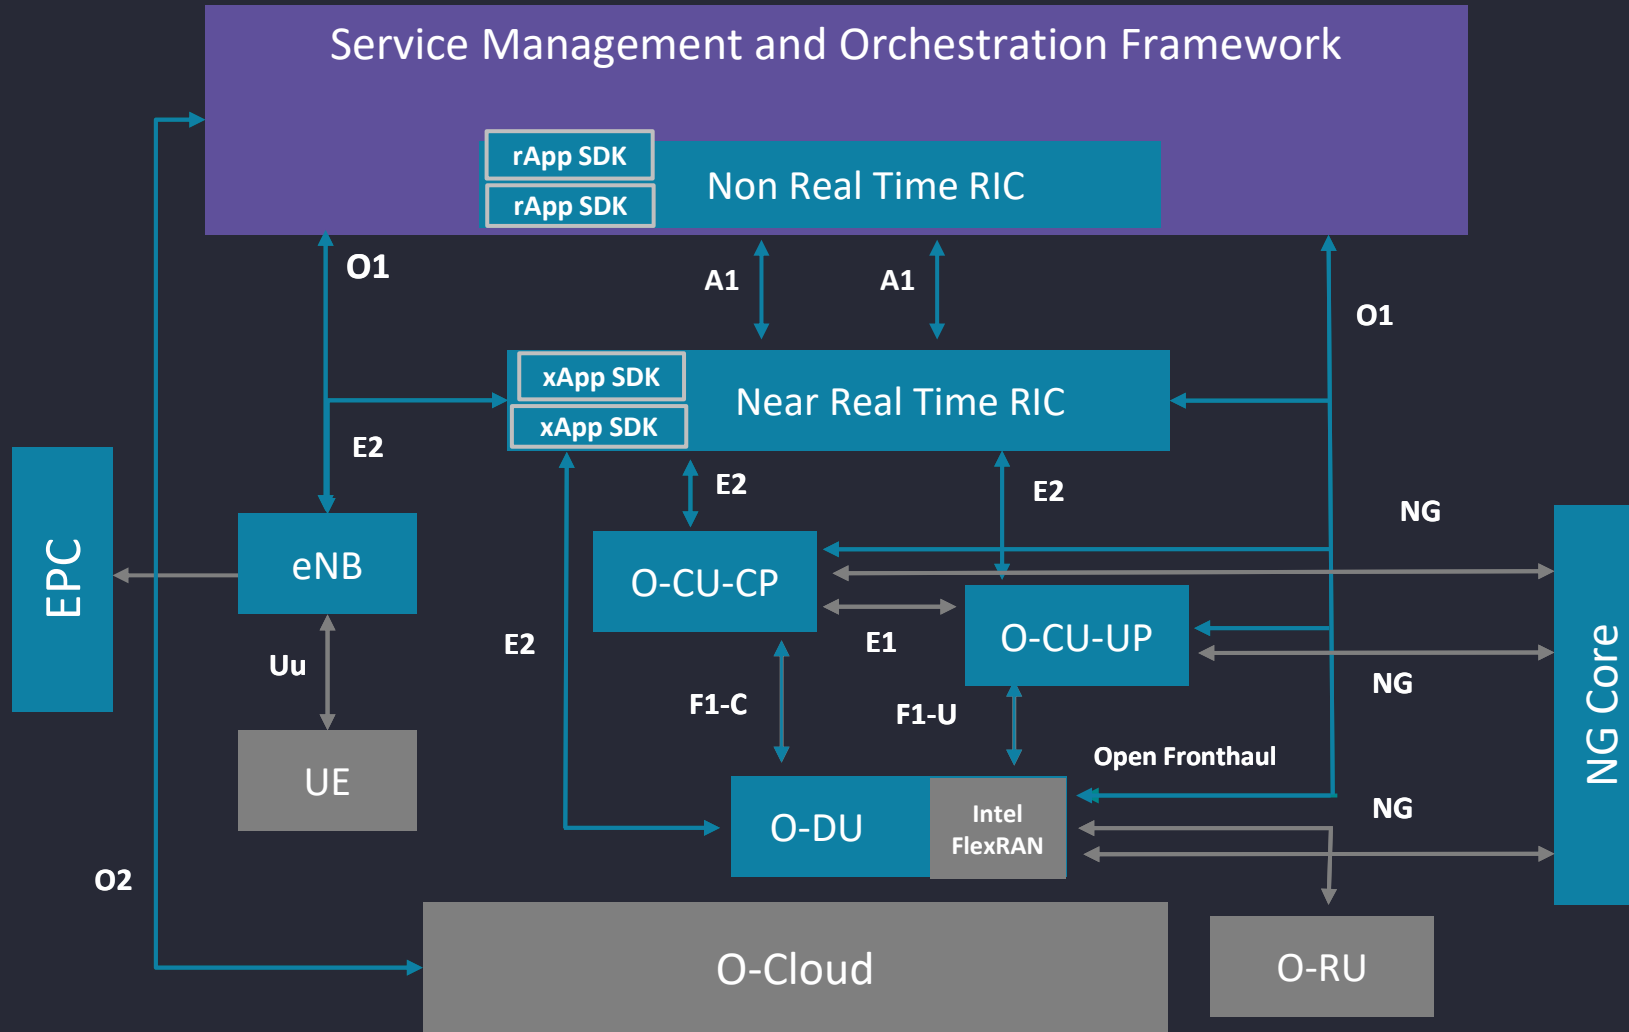 Service Management and Orchestration Framework
rApp SDK
Non Real Time RIC
rApp SDK
O1
A1
A1
O1
xApp SDK
Near Real Time RIC
xApp SDK
E2
E2
E2
NG
EPC
eNB
O-CU-CP
O-CU-UP
E1
E2
Uu
F1-C
F1-U
NG
NG Core
Open Fronthaul
UE
O-DU
Intel
FlexRAN
NG
O2
O-Cloud
O-RU